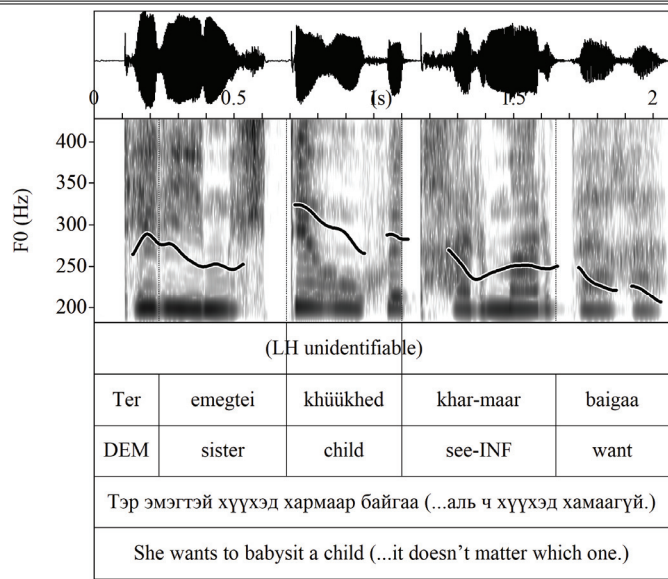 0 0.5 (s) 1.5 2
400
350
300
250
200
F0 (Hz)
(LH unidentifiable)
Ter emegtei khüükhed khar-maar baigaa
DEM sister child see-INF want
Тэр эмэгтэй хүүхэд хармаар байгаа (...аль ч хүүхэд хамаагүй.)
She wants to babysit a child (...it doesn't matter which one.)